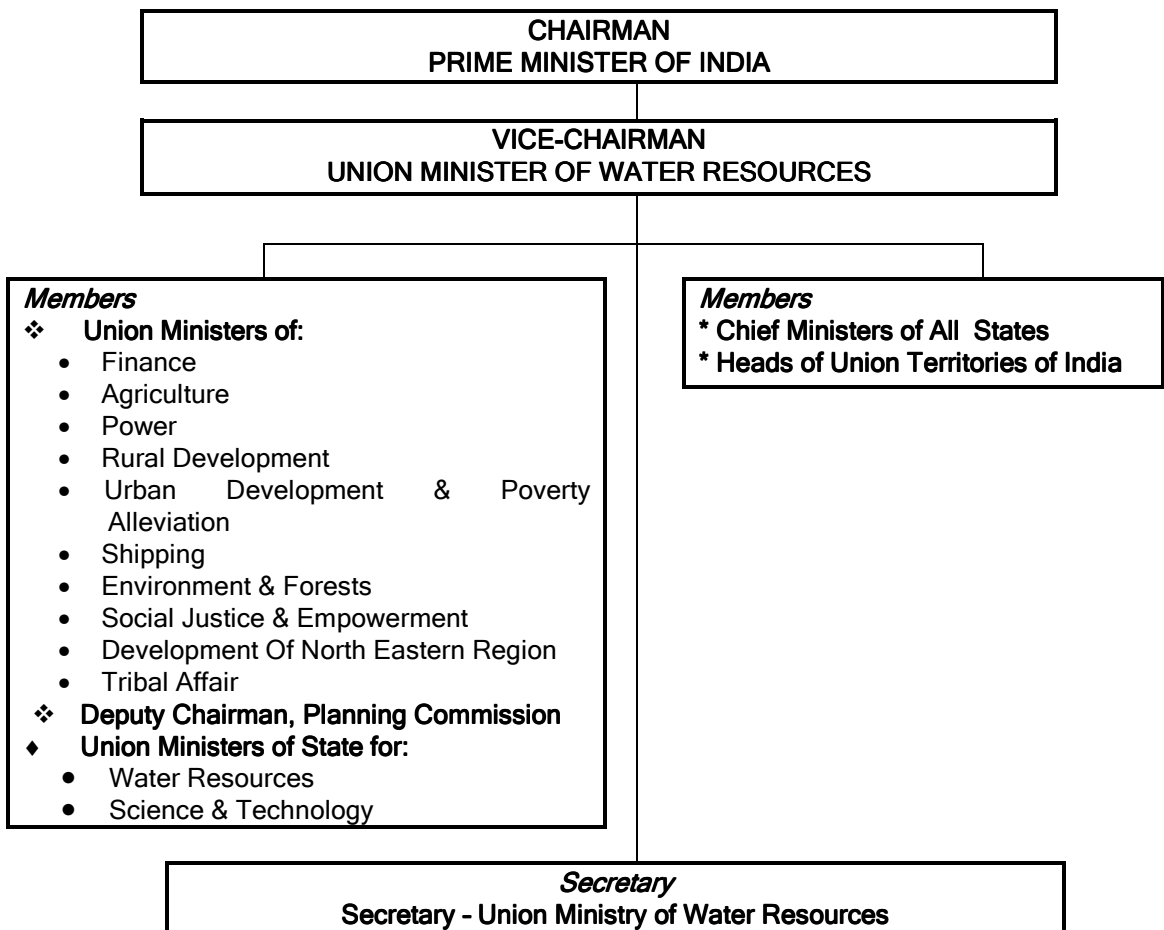 CHAIRMAN
PRIME MINISTER OF INDIA
VICE-CHAIRMAN
UNION MINISTER OF WATER RESOURCES
Members
❖ Union Ministers of:
• Finance
• Agriculture
• Power
• Rural Development
• Urban Development & Poverty
Alleviation
• Shipping
• Environment & Forests
• Social Justice & Empowerment
• Development Of North Eastern Region
• Tribal Affair
❖ Deputy Chairman, Planning Commission
♦ Union Ministers of State for:
• Water Resources
• Science & Technology
Members
* Chief Ministers of All States
* Heads of Union Territories of India
Secretary
Secretary - Union Ministry of Water Resources